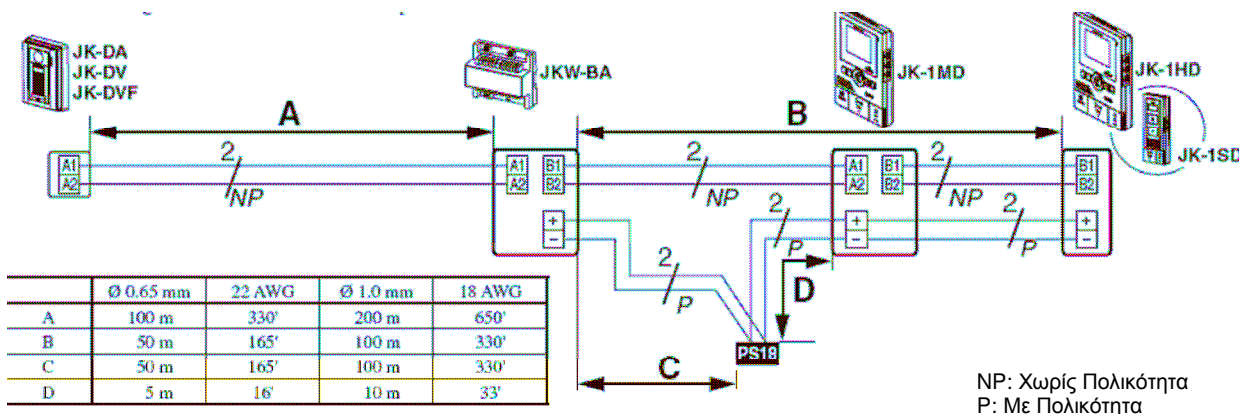 JK-DA
JK-DV
JK-DVF
JKW-BA
JK-1MD
JK-1HD
JK-1SD
A
B
A1
A2
2
NP
A1 B1
A2 B2
+
−
2
NP
A1 B1
A2 B2
+
−
2
NP
B1
B2
+
−
2
P
2
P
2
P
D
PS18
C
Ø 0.65 mm 22 AWG Ø 1.0 mm 18 AWG
A 100 m 330' 200 m 650'
B 50 m 165' 100 m 330'
C 50 m 165' 100 m 330'
D 5 m 16' 10 m 33'
NP: Χωρίς Πολικότητα
P: Με Πολικότητα